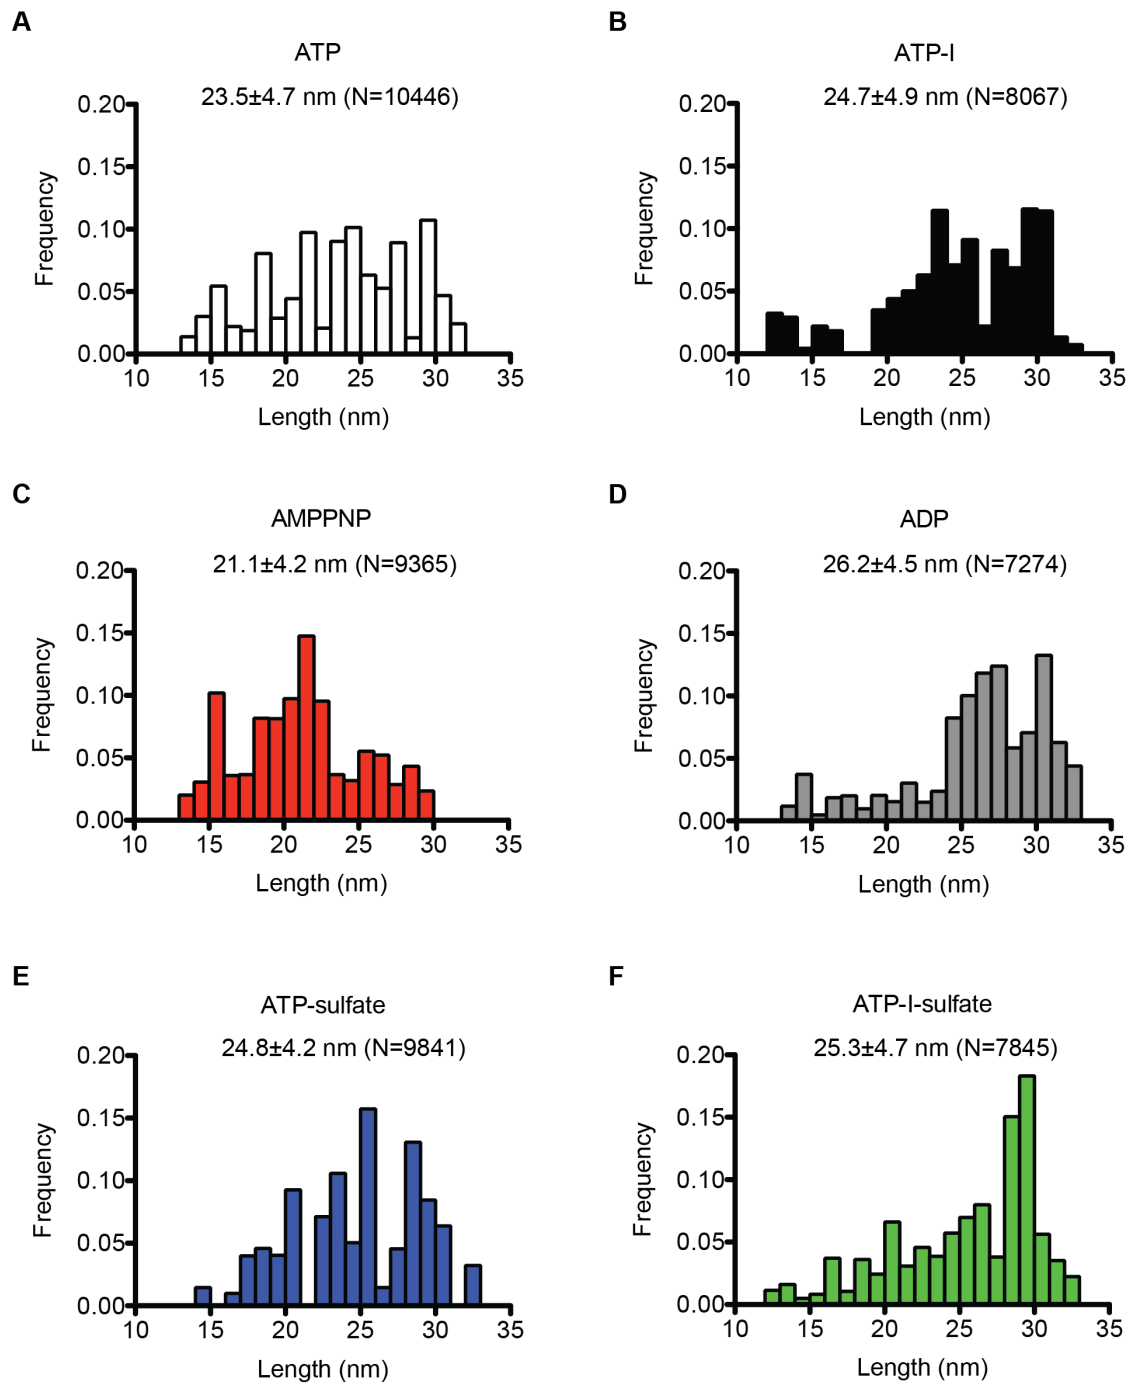 A
ATP
23.5±4.7 nm (N=10446)
0.20
0.15
0.10
0.05
0.00
Frequency
10 15 20 25 30 35
Length (nm)
B
ATP-I
24.7±4.9 nm (N=8067)
0.20
0.15
0.10
0.05
0.00
Frequency
10 15 20 25 30 35
Length (nm)
C
AMPPNP
21.1±4.2 nm (N=9365)
0.20
0.15
0.10
0.05
0.00
Frequency
10 15 20 25 30 35
Length (nm)
D
ADP
26.2±4.5 nm (N=7274)
0.20
0.15
0.10
0.05
0.00
Frequency
10 15 20 25 30 35
Length (nm)
E
ATP-sulfate
24.8±4.2 nm (N=9841)
0.20
0.15
0.10
0.05
0.00
Frequency
10 15 20 25 30 35
Length (nm)
F
ATP-I-sulfate
25.3±4.7 nm (N=7845)
0.20
0.15
0.10
0.05
0.00
Frequency
10 15 20 25 30 35
Length (nm)